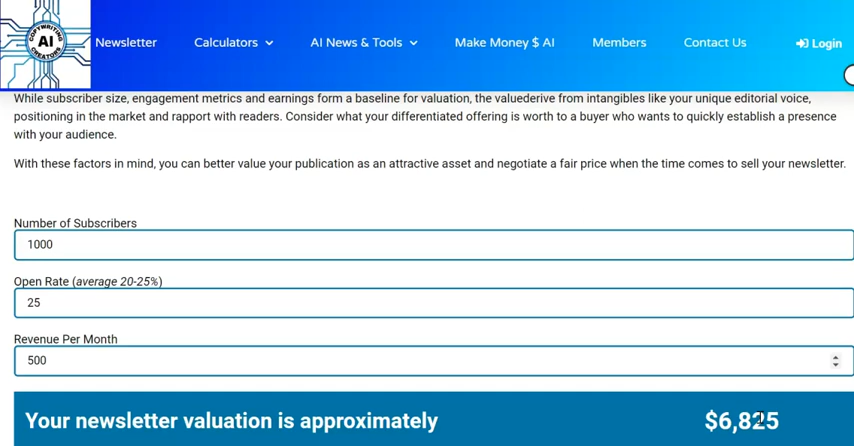 COPYWRITING
AI
CREATORS
Newsletter
Calculators
AI News & Tools
Make Money $ AI
Members
Contact Us
Login
While subscriber size, engagement metrics and earnings form a baseline for valuation, the valuederive from intangibles like your unique editorial voice,
positioning in the market and rapport with readers. Consider what your differentiated offering is worth to a buyer who wants to quickly establish a presence
with your audience.
With these factors in mind, you can better value your publication as an attractive asset and negotiate a fair price when the time comes to sell your newsletter.
Number of Subscribers
1000
Open Rate (average 20-25%)
25
Revenue Per Month
500
Your newsletter valuation is approximately
$6,825